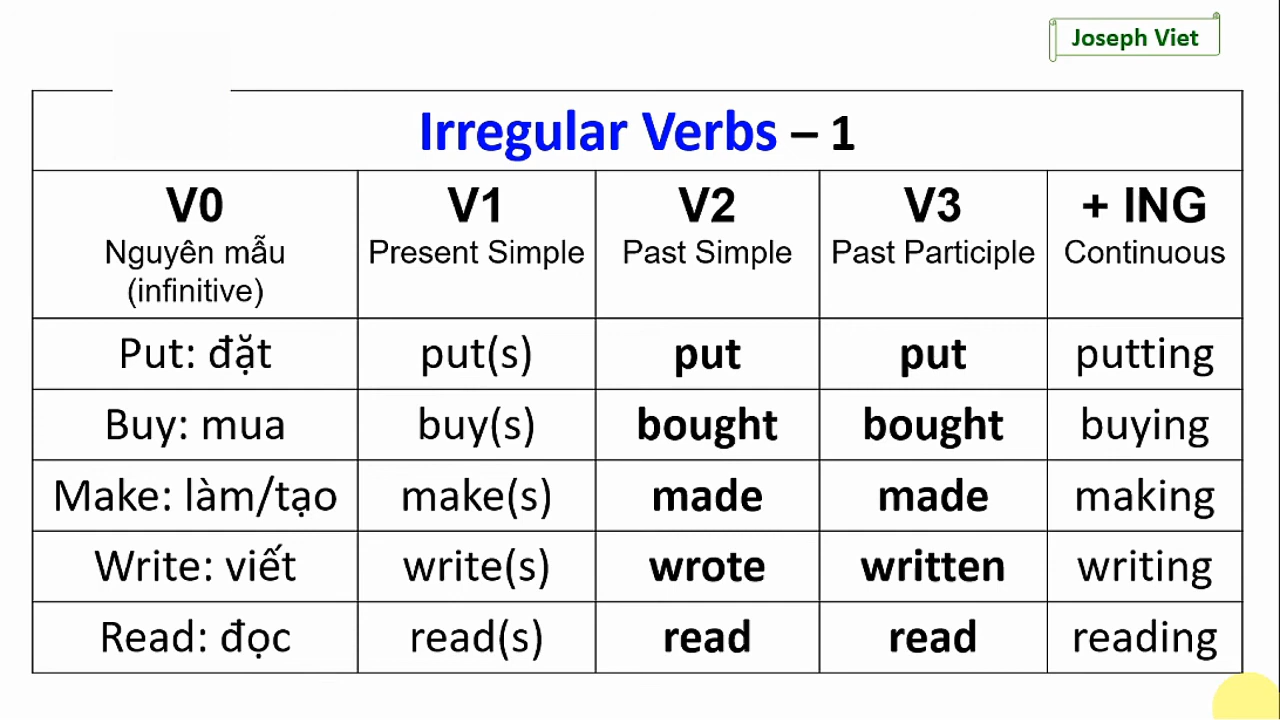 Joseph Viet
Irregular Verbs – 1
V0 V1 V2 V3 + ING
Nguyên mẫu Present Simple Past Simple Past Participle Continuous
(infinitive)
Put: đặt put(s) put put putting
Buy: mua buy(s) bought bought buying
Make: làm/tạo make(s) made made making
Write: viết write(s) wrote written writing
Read: đọc read(s) read read reading